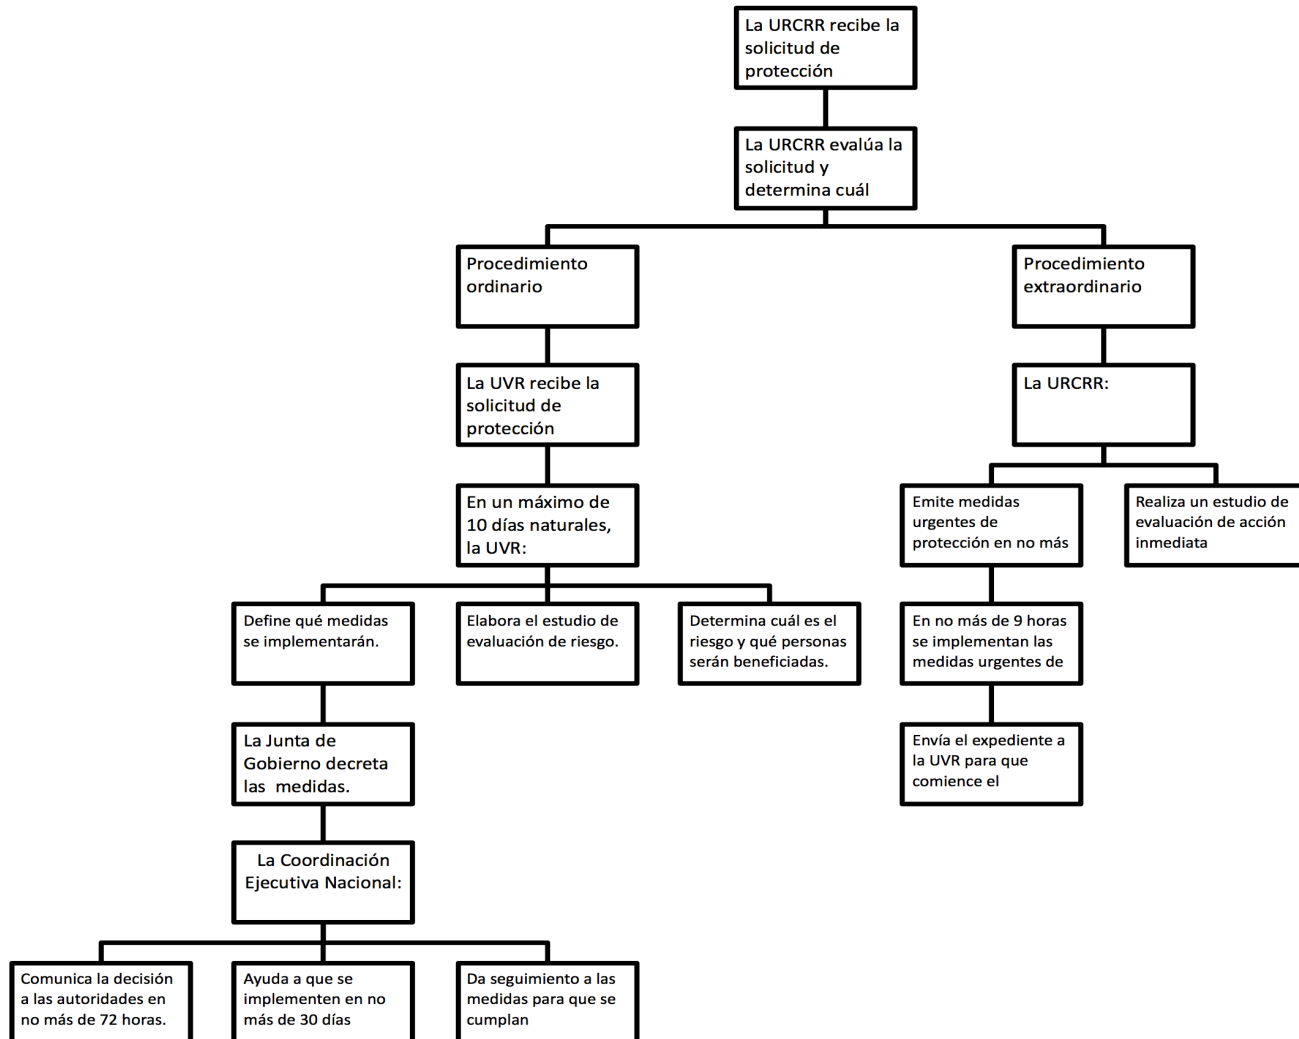 La URCRR recibe la
solicitud de
protección
La URCRR evalúa la
solicitud y
determina cuál
Procedimiento
ordinario
Procedimiento
extraordinario
La UVR recibe la
solicitud de
protección
La URCRR:
En un máximo de
10 días naturales,
la UVR:
Emite medidas
urgentes de
protección en no más
Realiza un estudio de
evaluación de acción
inmediata
Define qué medidas
se implementarán.
Elabora el estudio de
evaluación de riesgo.
Determina cuál es el
riesgo y qué personas
serán beneficiadas.
En no más de 9 horas
se implementan las
medidas urgentes de
La Junta de
Gobierno decreta
las  medidas.
Envía el expediente a
la UVR para que
comience el
La Coordinación
Ejecutiva Nacional:
Comunica la decisión
a las autoridades en
no más de 72 horas.
Ayuda a que se
implementen en no
más de 30 días
Da seguimiento a las
medidas para que se
cumplan